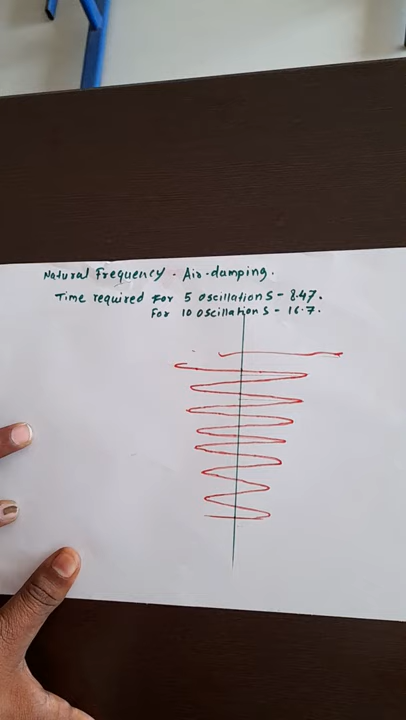 Natural Frequency - Air-damping.
Time required for 5 oscillations - 8.47.
For 10 oscillations - 16.7.